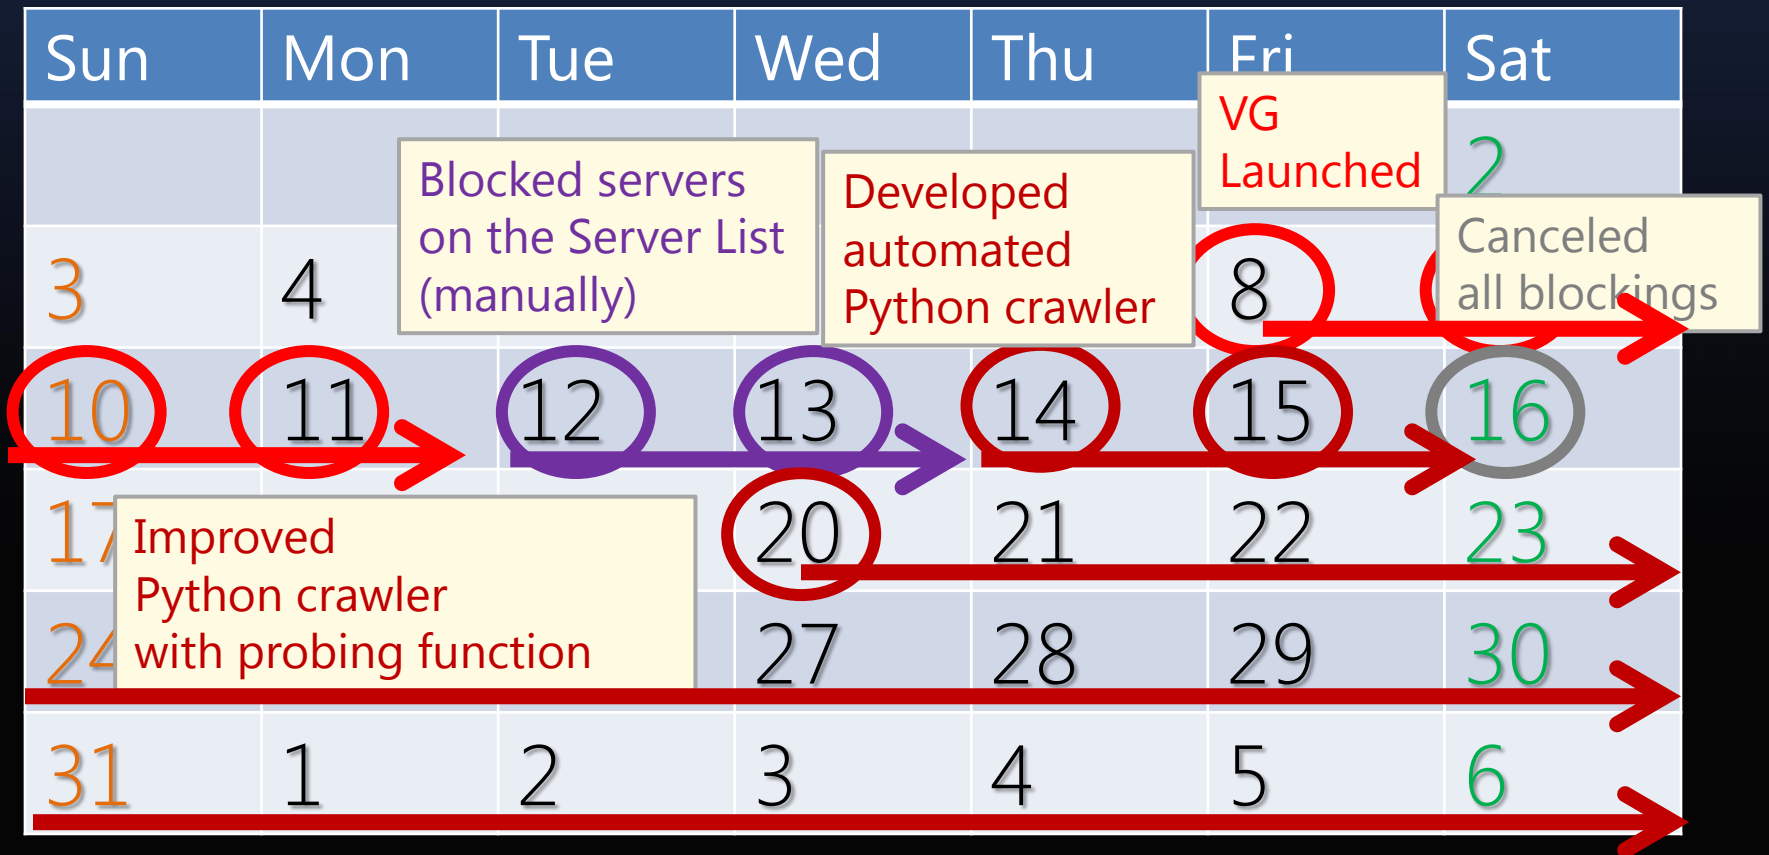 Sun Mon Tue Wed Thu Fri Sat
VG
Launched
2
Blocked servers
on the Server List
(manually)
Developed
automated
Python crawler
Canceled
all blockings
3 4 8
10 11 12 13 14 15 16
17 20 21 22 23
Improved
Python crawler
with probing function
24 27 28 29 30
31 1 2 3 4 5 6